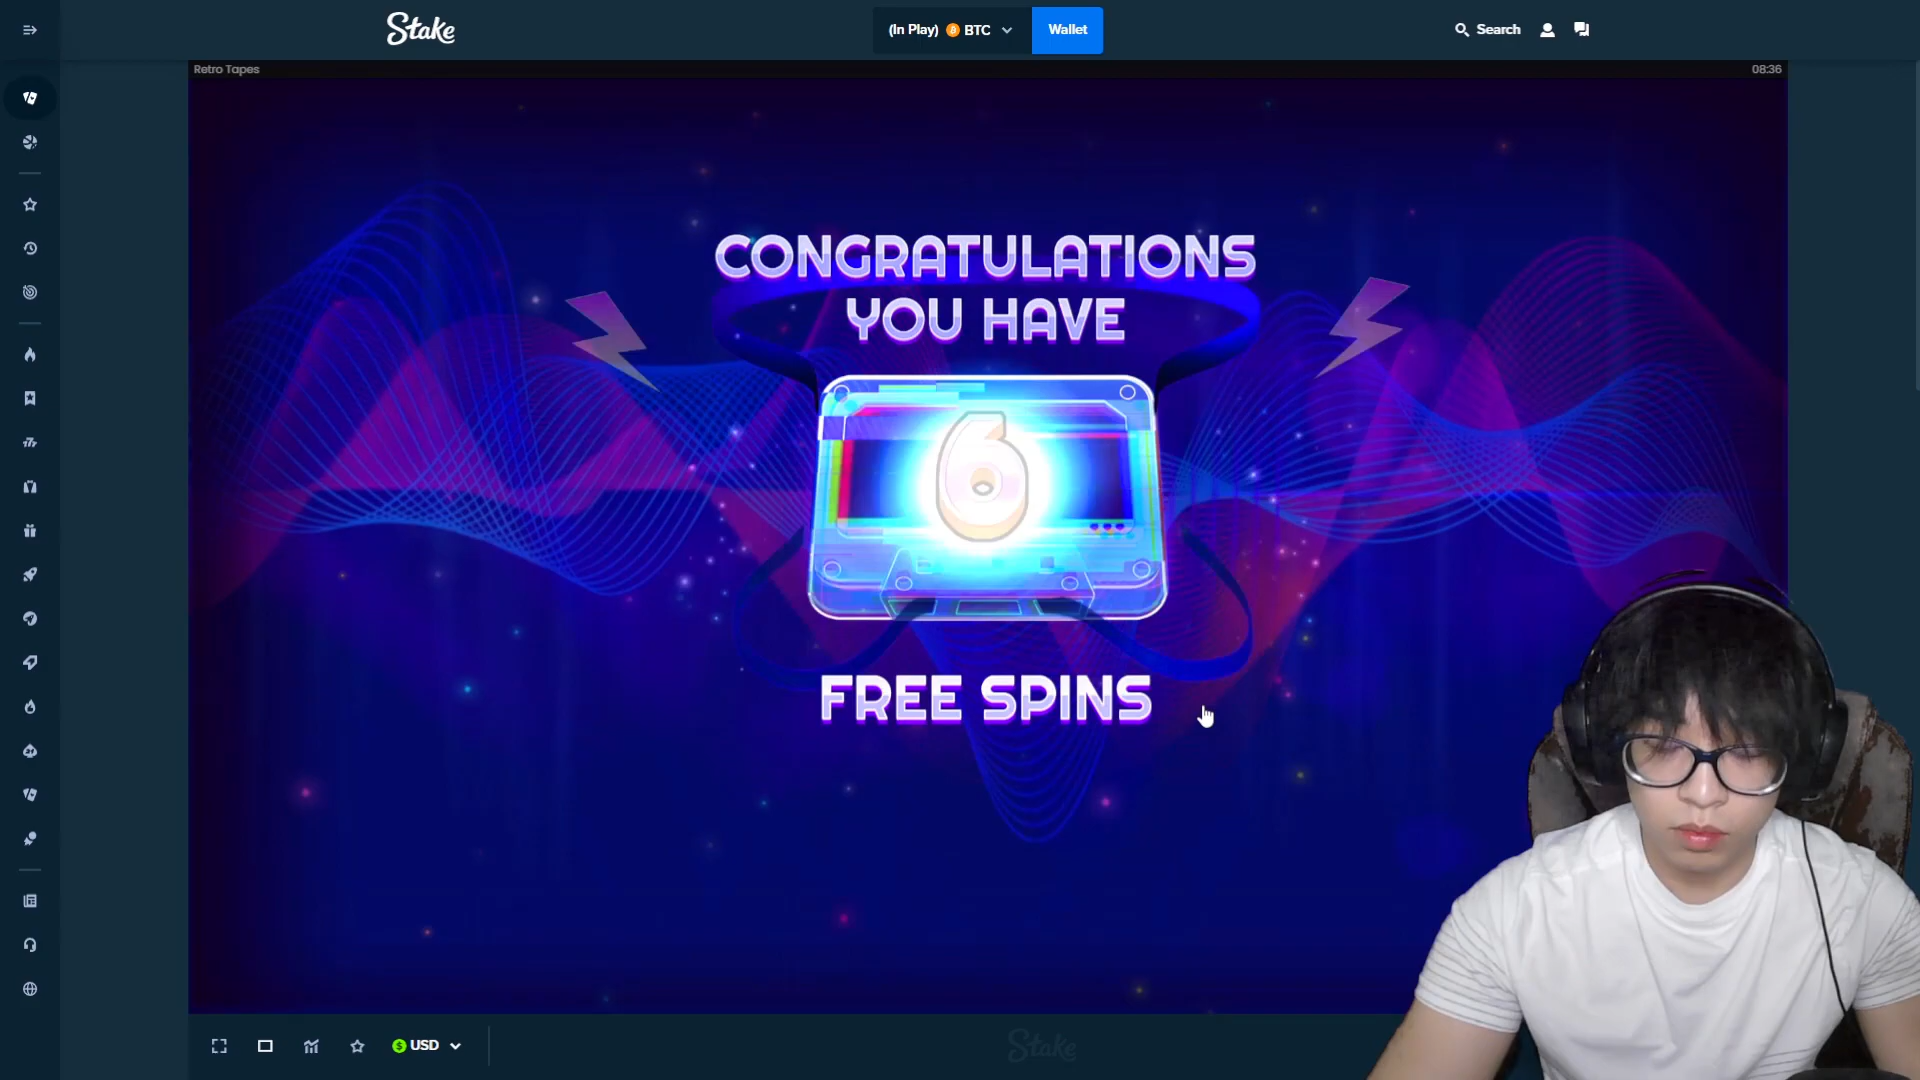 Stake
(In Play) BTC
Wallet
Search
Retro Tapes
08:36
CONGRATULATIONS
YOU HAVE
6
FREE SPINS
USD
Stake